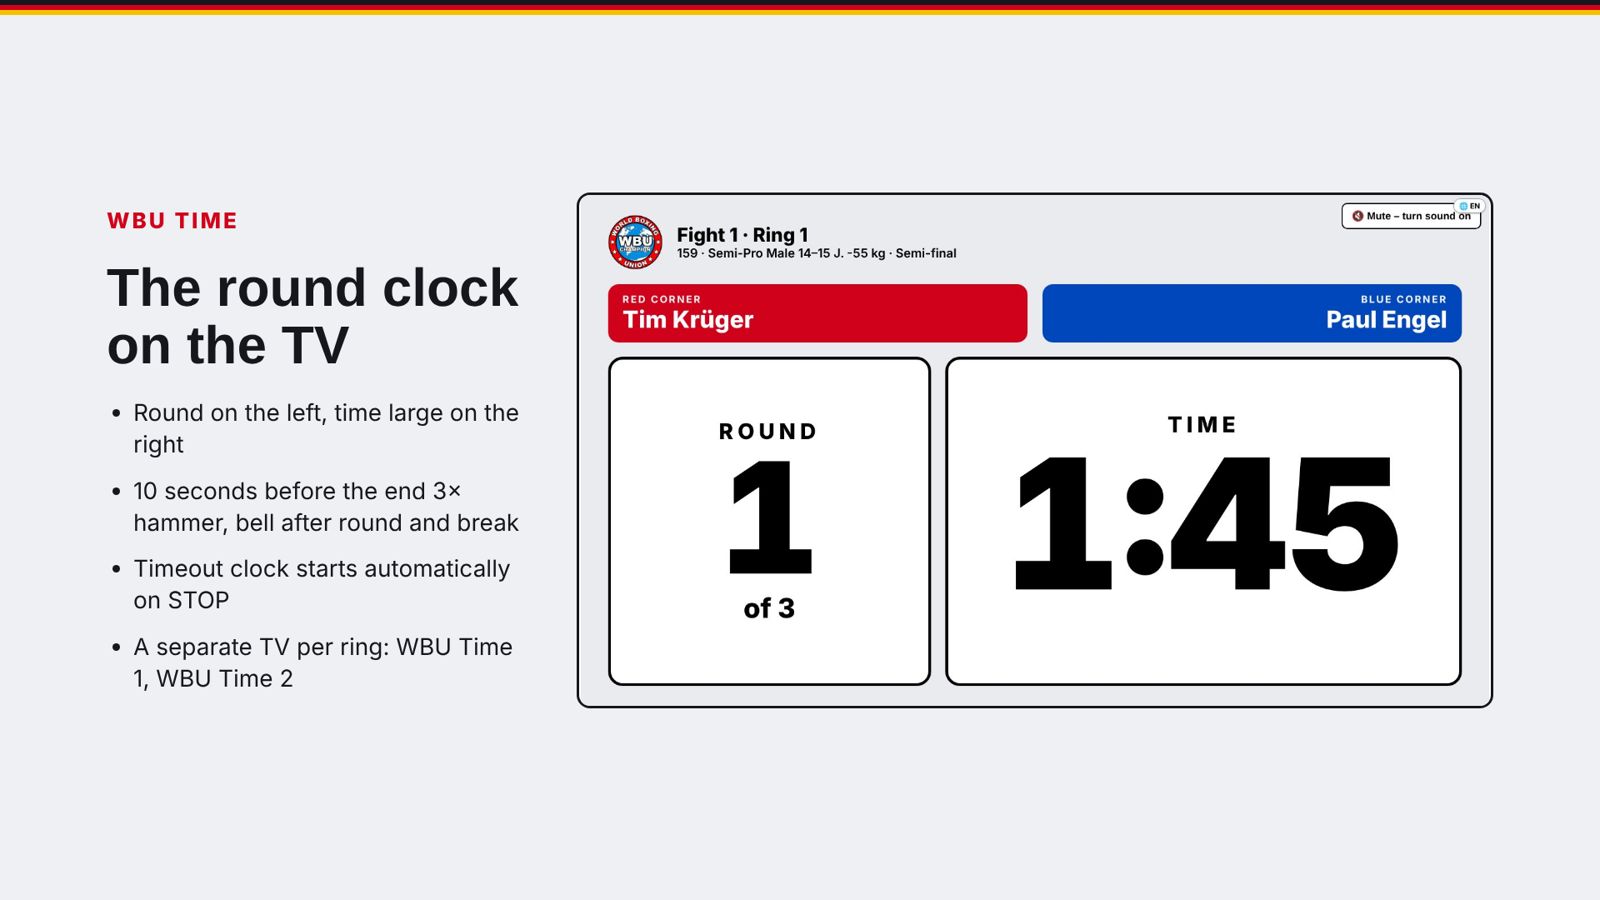 WBU TIME
The round clock
on the TV
• Round on the left, time large on the
right
• 10 seconds before the end 3×
hammer, bell after round and break
• Timeout clock starts automatically
on STOP
• A separate TV per ring: WBU Time
1, WBU Time 2
WORLD BOXING
WBU
CHAMPION
UNION
Fight 1 · Ring 1
159 · Semi-Pro Male 14–15 J. -55 kg · Semi-final
Mute – turn sound on
EN
RED CORNER
Tim Krüger
BLUE CORNER
Paul Engel
ROUND
1
of 3
TIME
1:45